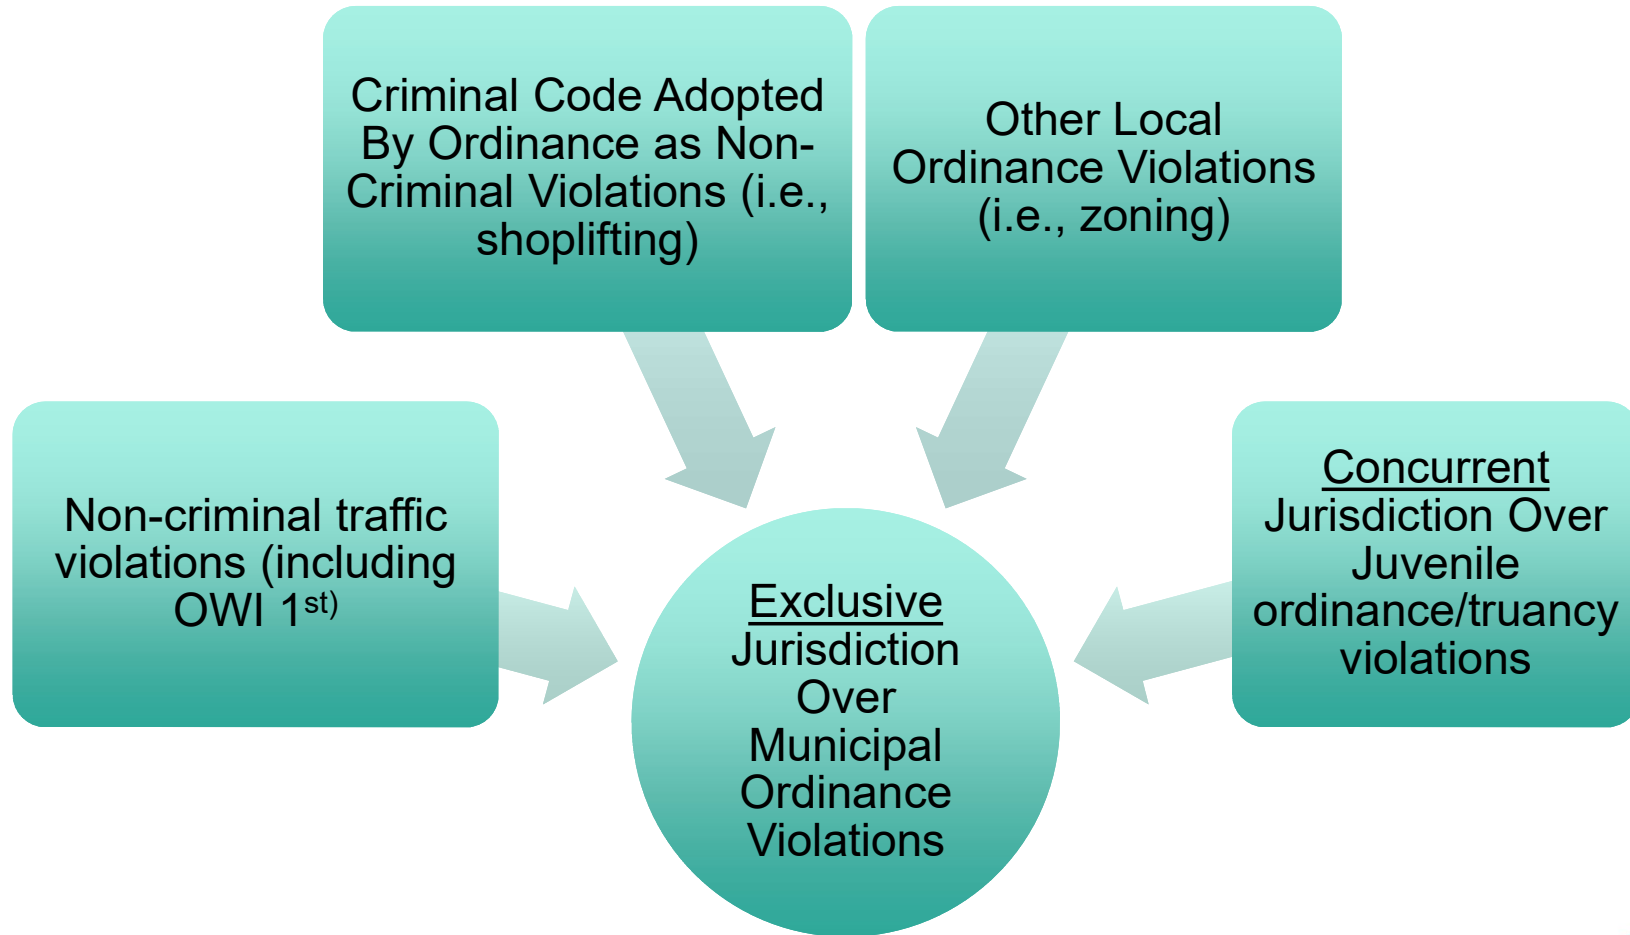 Criminal Code Adopted
By Ordinance as Non-
Criminal Violations (i.e.,
shoplifting)
Other Local
Ordinance Violations
(i.e., zoning)
Non-criminal traffic
violations (including
OWI 1st)
Exclusive
Jurisdiction
Over
Municipal
Ordinance
Violations
Concurrent
Jurisdiction Over
Juvenile
ordinance/truancy
violations